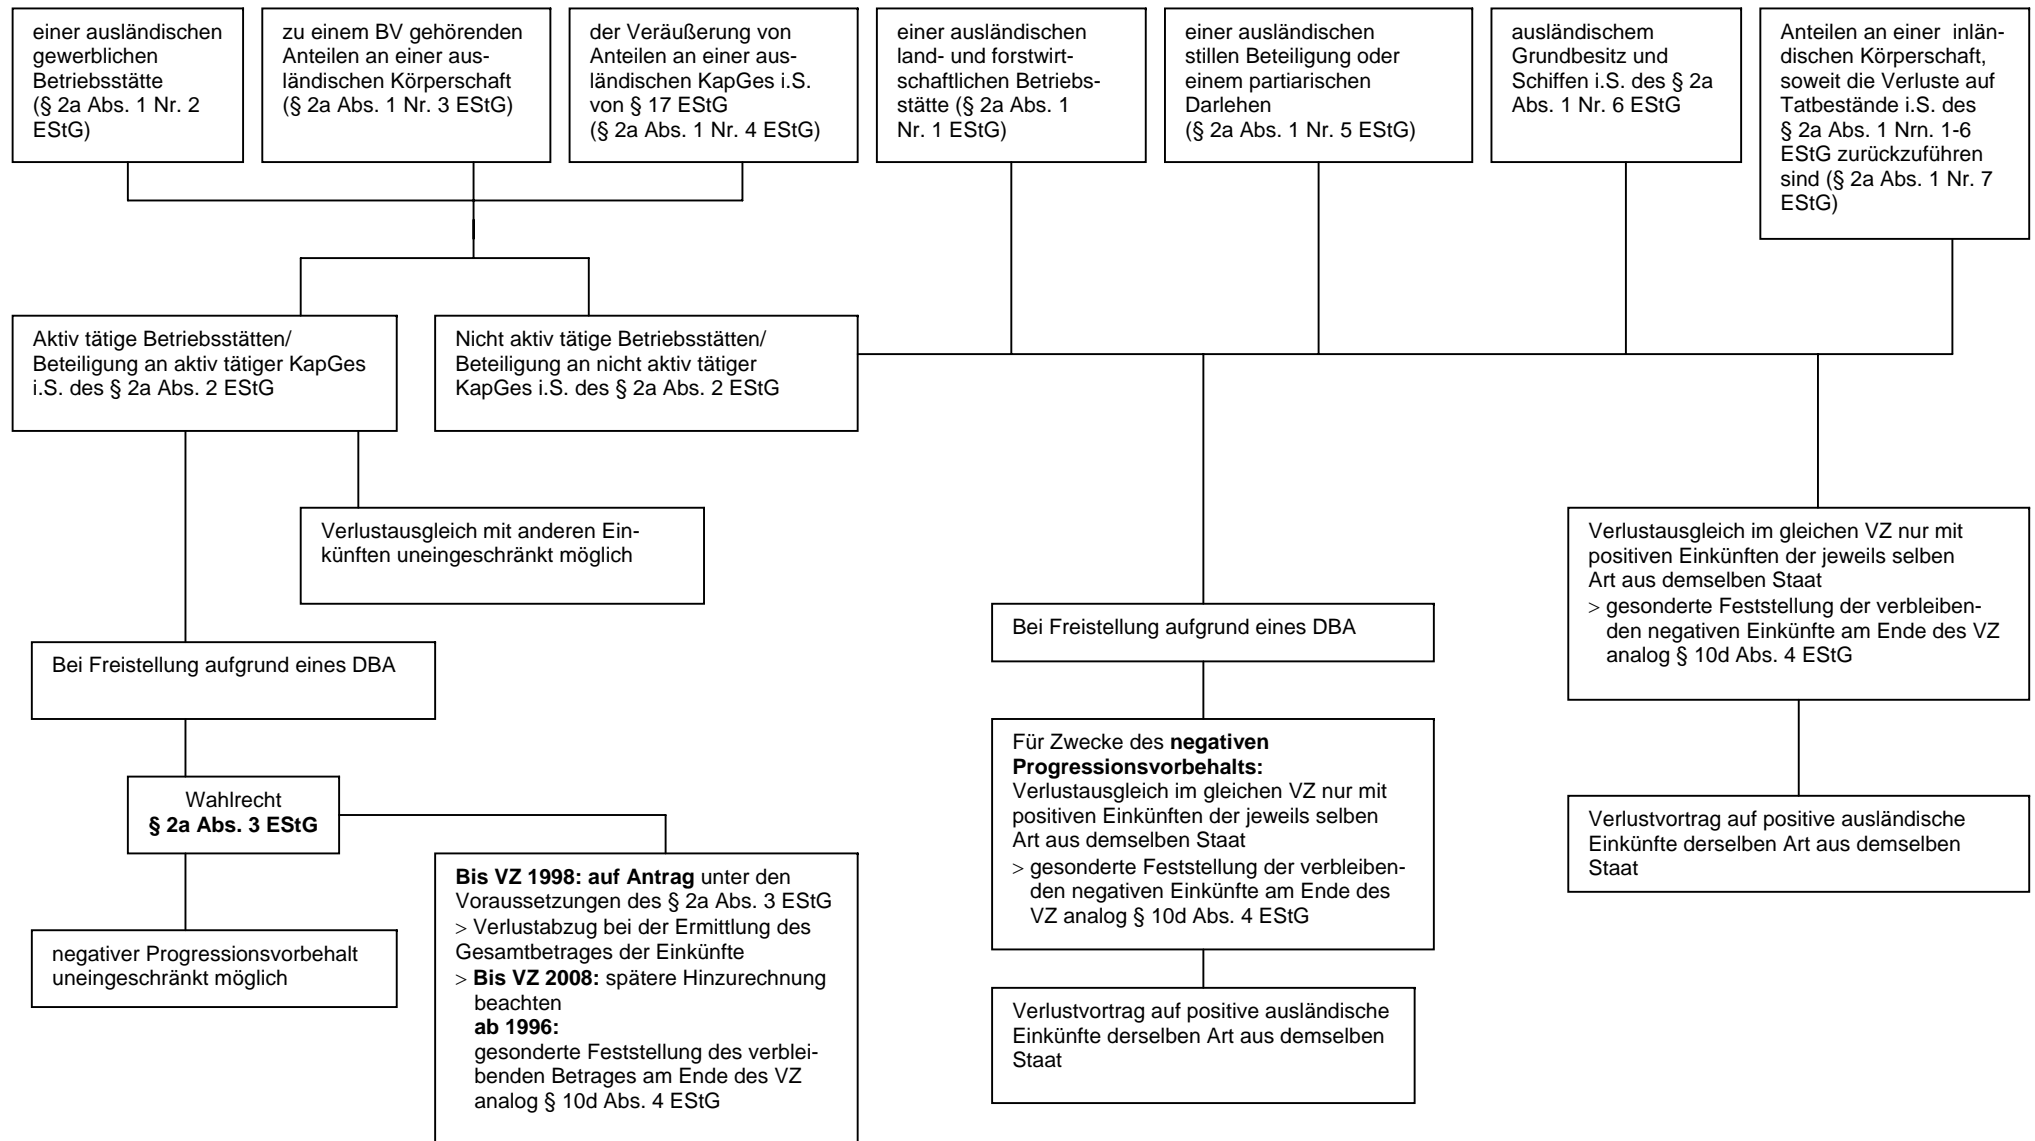 einer ausländischen
gewerblichen
Betriebsstätte
(§ 2a Abs. 1 Nr. 2
EStG)
zu einem BV gehörenden
Anteilen an einer aus-
ländischen Körperschaft
(§ 2a Abs. 1 Nr. 3 EStG)
der Veräußerung von
Anteilen an einer aus-
ländischen KapGes i.S.
von § 17 EStG
(§ 2a Abs. 1 Nr. 4 EStG)
einer ausländischen
land- und forstwirt-
schaftlichen Betriebs-
stätte (§ 2a Abs. 1
Nr. 1 EStG)
einer ausländischen
stillen Beteiligung oder
einem partiarischen
Darlehen
(§ 2a Abs. 1 Nr. 5 EStG)
ausländischem
Grundbesitz und
Schiffen i.S. des § 2a
Abs. 1 Nr. 6 EStG
Anteilen an einer inlän-
dischen Körperschaft,
soweit die Verluste auf
Tatbestände i.S. des
§ 2a Abs. 1 Nrn. 1-6
EStG zurückzuführen
sind (§ 2a Abs. 1 Nr. 7
EStG)
Aktiv tätige Betriebsstätten/
Beteiligung an aktiv tätiger KapGes
i.S. des § 2a Abs. 2 EStG
Nicht aktiv tätige Betriebsstätten/
Beteiligung an nicht aktiv tätiger
KapGes i.S. des § 2a Abs. 2 EStG
Verlustausgleich mit anderen Ein-
künften uneingeschränkt möglich
Verlustausgleich im gleichen VZ nur mit
positiven Einkünften der jeweils selben
Art aus demselben Staat
> gesonderte Feststellung der verbleiben-
den negativen Einkünfte am Ende des VZ
analog § 10d Abs. 4 EStG
Bei Freistellung aufgrund eines DBA
Bei Freistellung aufgrund eines DBA
Für Zwecke des negativen
Progressionsvorbehalts:
Verlustausgleich im gleichen VZ nur mit
positiven Einkünften der jeweils selben
Art aus demselben Staat
> gesonderte Feststellung der verbleiben-
den negativen Einkünfte am Ende des
VZ analog § 10d Abs. 4 EStG
Wahlrecht
§ 2a Abs. 3 EStG
Verlustvortrag auf positive ausländische
Einkünfte derselben Art aus demselben
Staat
Bis VZ 1998: auf Antrag unter den
Voraussetzungen des § 2a Abs. 3 EStG
> Verlustabzug bei der Ermittlung des
Gesamtbetrages der Einkünfte
> Bis VZ 2008: spätere Hinzurechnung
beachten
ab 1996:
gesonderte Feststellung des verblei-
benden Betrages am Ende des VZ
analog § 10d Abs. 4 EStG
negativer Progressionsvorbehalt
uneingeschränkt möglich
Verlustvortrag auf positive ausländische
Einkünfte derselben Art aus demselben
Staat